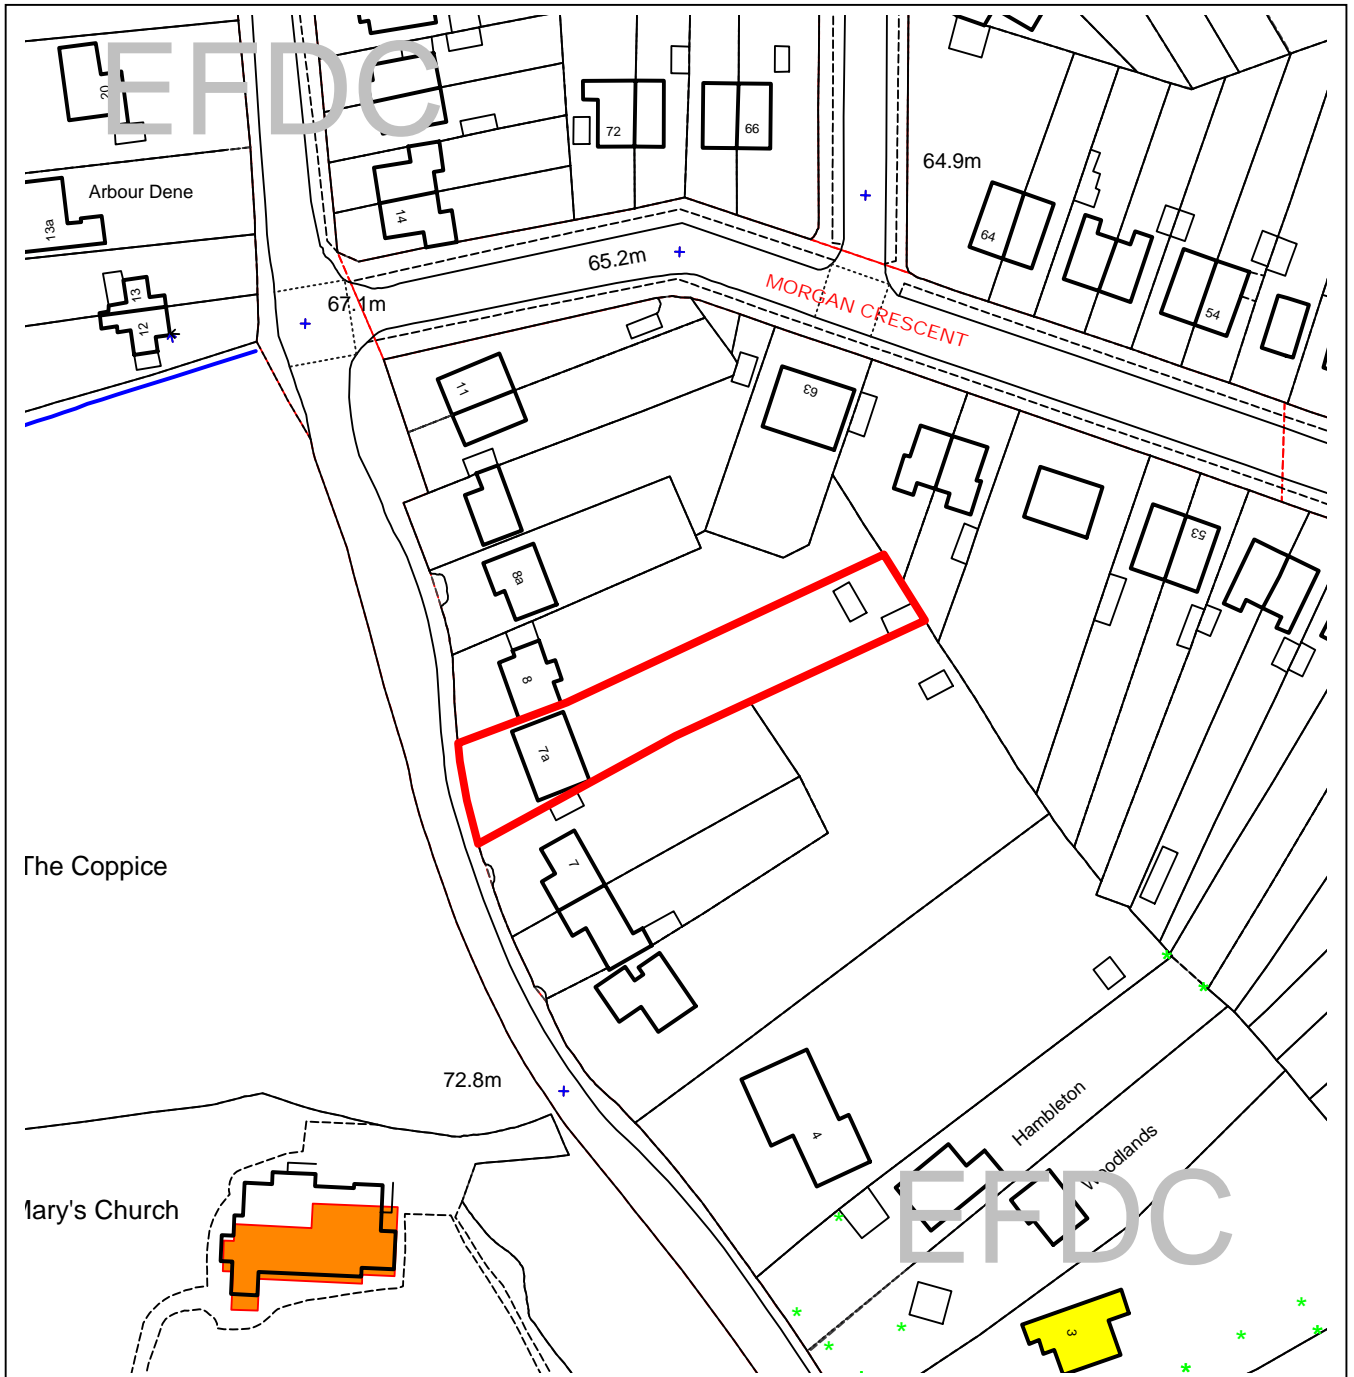 EFDC
20
72
66
64.9m
Arbour Dene
13a
14
64
65.2m
67.1m
MORGAN CRESCENT
54
13
12
11
63
53
8a
8
7a
7
The Coppice
72.8m
4
Hambleton
Woodlands
Mary's Church
EFDC
3